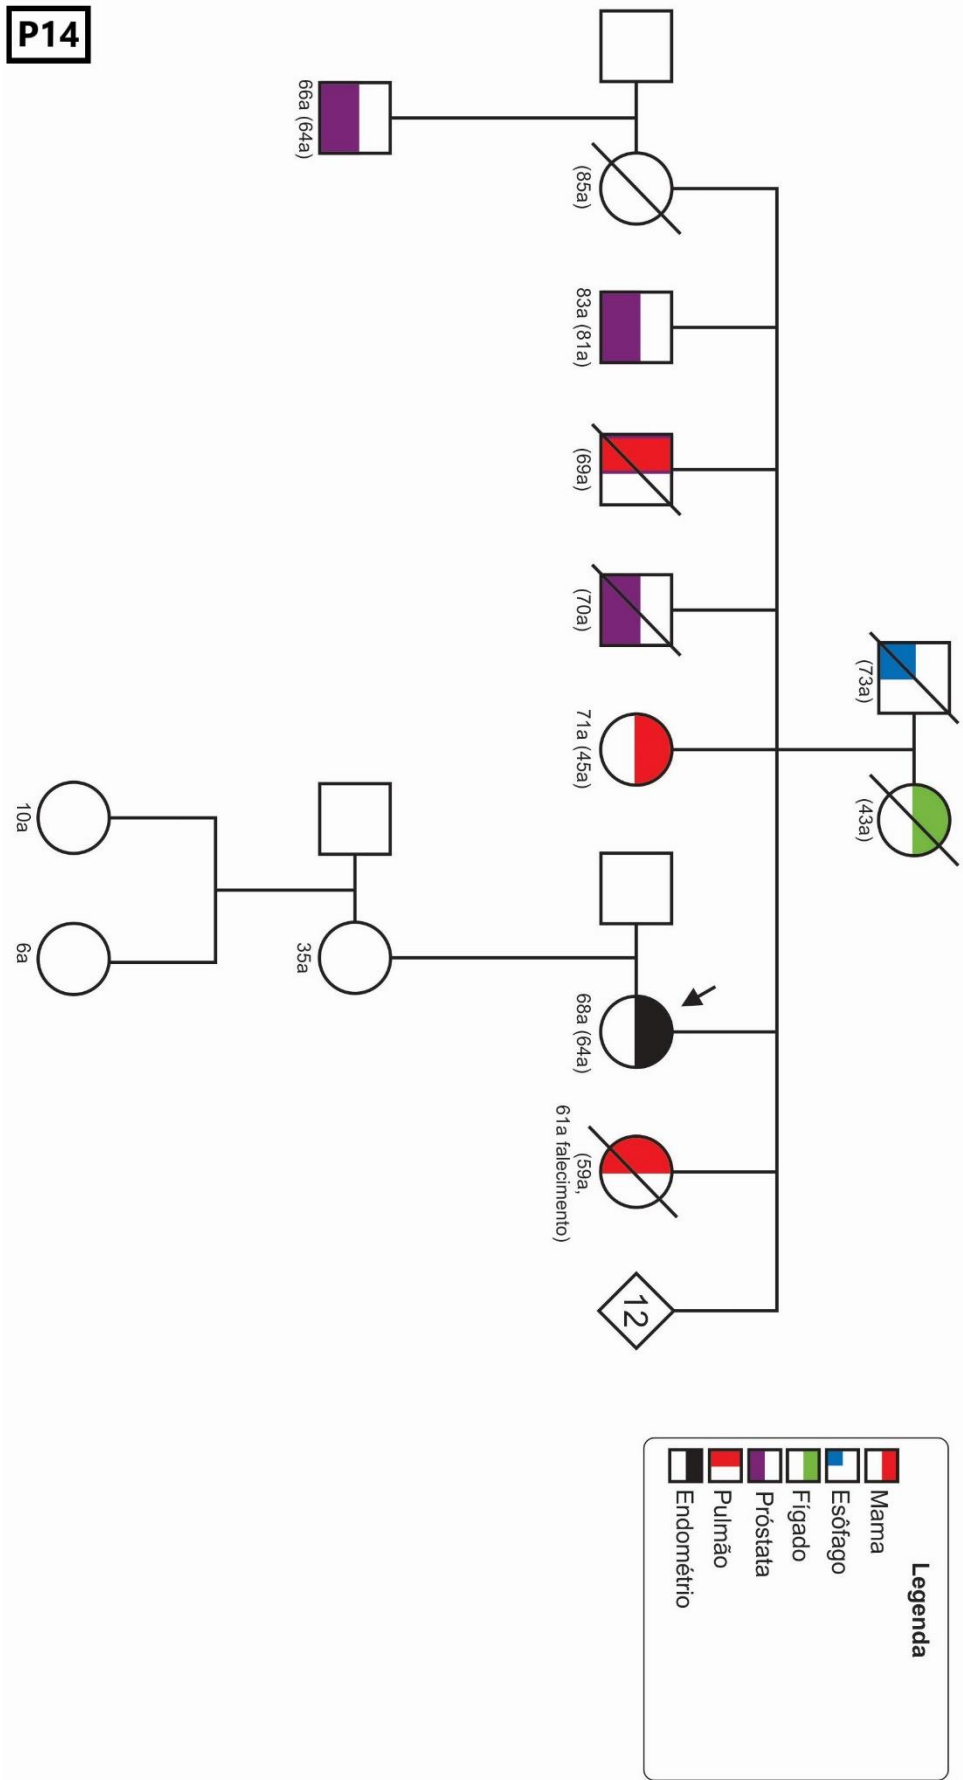 P14
(73a)
(43a)
(85a)
83a (81a)
(69a)
(70a)
71a (45a)
68a (64a)
(59a,
61a falecimento)
12
66a (64a)
35a
10a
6a
Legenda
Mama
Esôfago
Fígado
Próstata
Pulmão
Endométrio